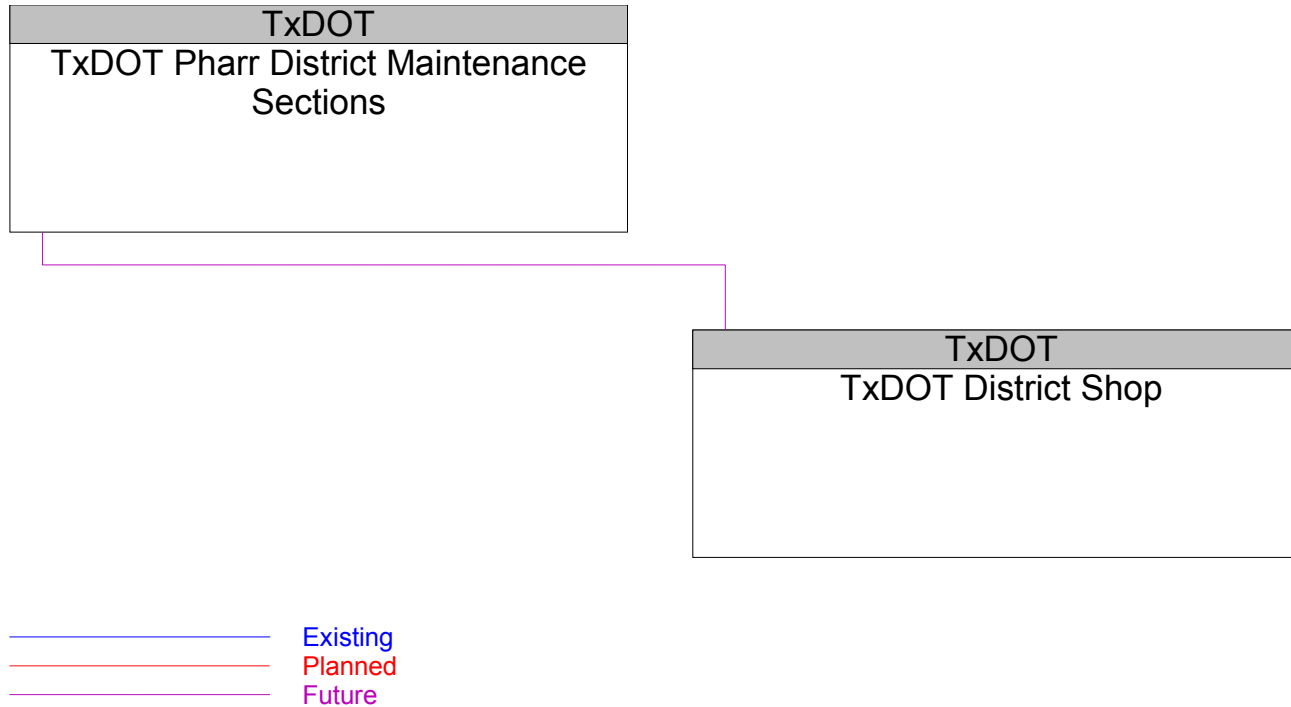 TxDOT
TxDOT Pharr District Maintenance
Sections
TxDOT
TxDOT District Shop
Existing
Planned
Future